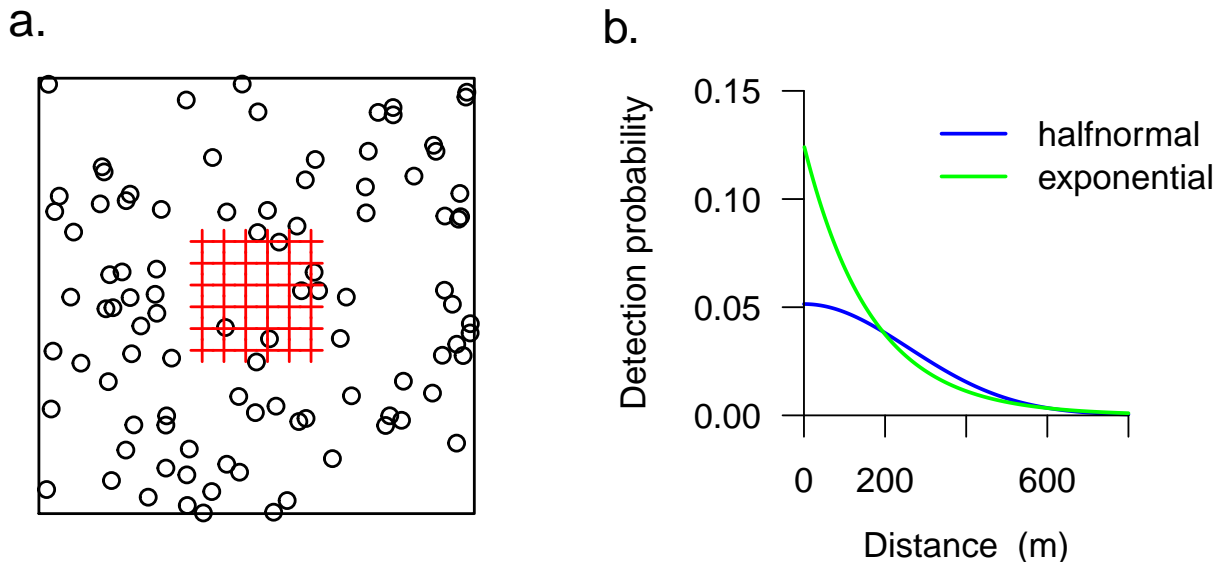 a.
b.
Detection probability
0.15
0.10
0.05
0.00
halfnormal
exponential
0 200 600
Distance (m)